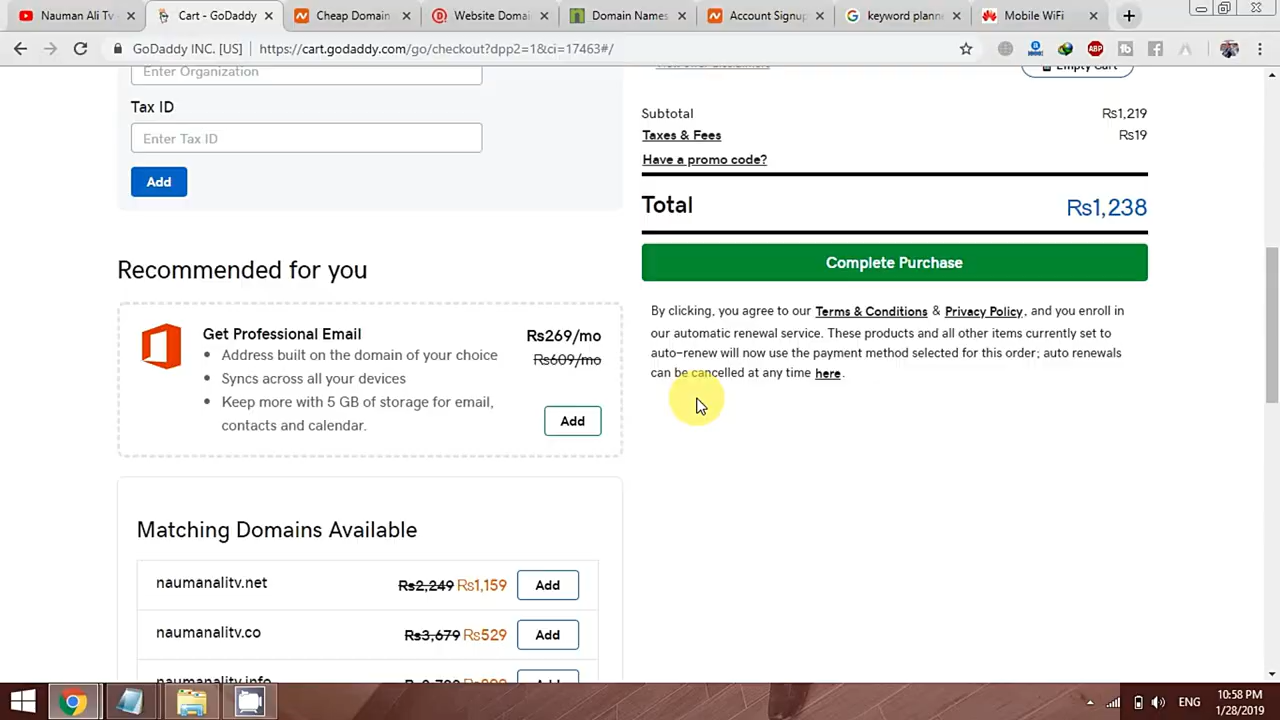 Nauman Ali Tv
Cart - GoDaddy
Cheap Domain
Website Domai
Domain Names
Account Signup
keyword plann
Mobile WiFi
GoDaddy INC. [US]
https://cart.godaddy.com/go/checkout?dpp2=1&ci=17463#/
ABP
Enter Organization
Empty Cart
Tax ID
Enter Tax ID
Add
Subtotal
Rs1,219
Taxes & Fees
Rs19
Have a promo code?
Total
Rs1,238
Complete Purchase
By clicking, you agree to our Terms & Conditions & Privacy Policy, and you enroll in
our automatic renewal service. These products and all other items currently set to
auto-renew will now use the payment method selected for this order; auto renewals
can be cancelled at any time here.
Recommended for you
Get Professional Email
Rs269/mo
Rs609/mo
Address built on the domain of your choice
Syncs across all your devices
Keep more with 5 GB of storage for email,
contacts and calendar.
Add
Matching Domains Available
naumanalitv.net
Rs2,249 Rs1,159
Add
naumanalitv.co
Rs3,679 Rs529
Add
naumanalitv.info
ENG
10:58 PM
1/28/2019